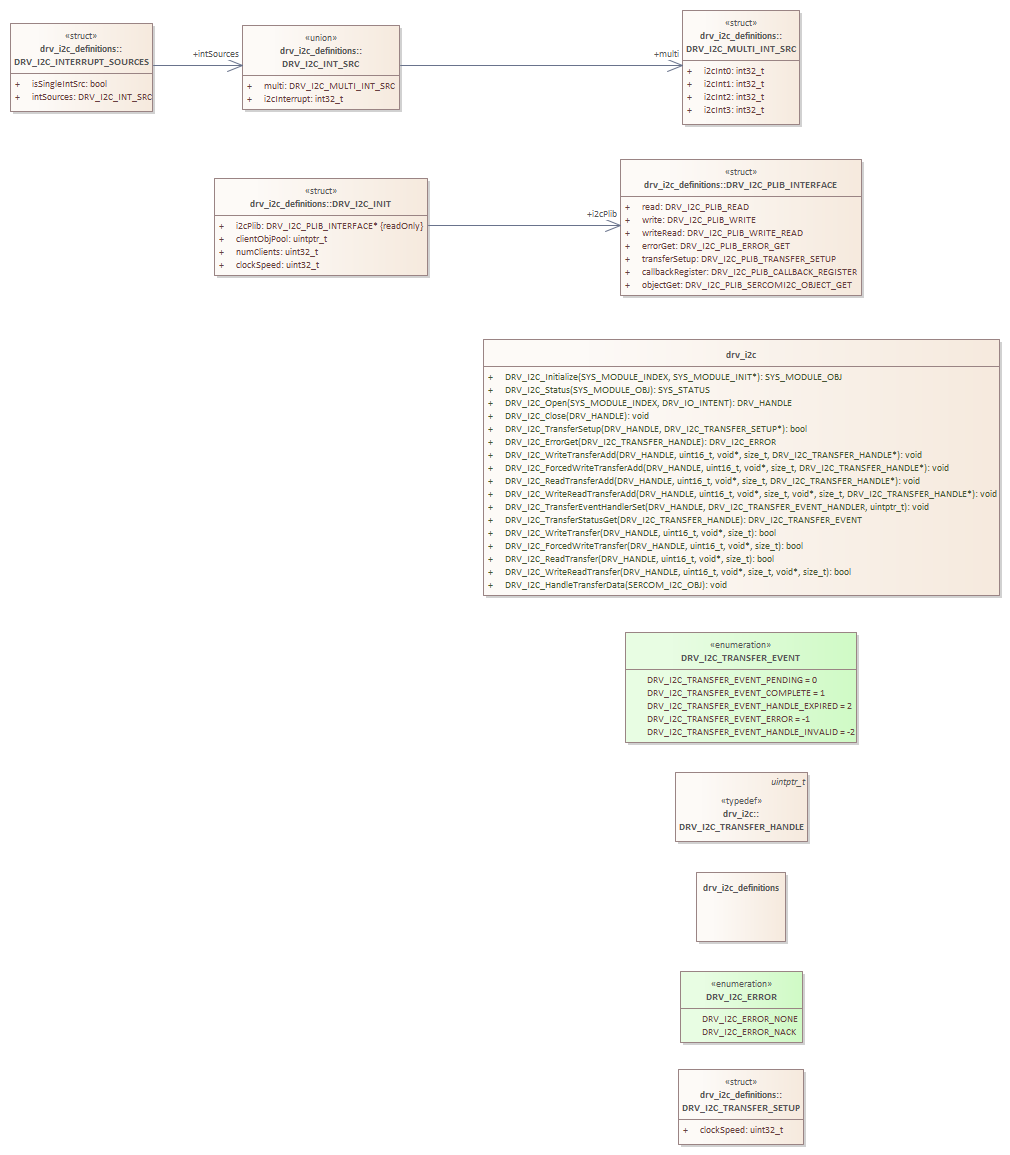 «struct»
drv_i2c_definitions::
DRV_I2C_INTERRUPT_SOURCES
+ isSingleIntSrc: bool
+ intSources: DRV_I2C_INT_SRC
+intSources
«union»
drv_i2c_definitions::
DRV_I2C_INT_SRC
+ multi: DRV_I2C_MULTI_INT_SRC
+ i2cInterrupt: int32_t
+multi
«struct»
drv_i2c_definitions::
DRV_I2C_MULTI_INT_SRC
+ i2cInt0: int32_t
+ i2cInt1: int32_t
+ i2cInt2: int32_t
+ i2cInt3: int32_t
«struct»
drv_i2c_definitions::DRV_I2C_INIT
+ i2cPlib: DRV_I2C_PLIB_INTERFACE* {readOnly}
+ clientObjPool: uintptr_t
+ numClients: uint32_t
+ clockSpeed: uint32_t
+i2cPlib
«struct»
drv_i2c_definitions::DRV_I2C_PLIB_INTERFACE
+ read: DRV_I2C_PLIB_READ
+ write: DRV_I2C_PLIB_WRITE
+ writeRead: DRV_I2C_PLIB_WRITE_READ
+ errorGet: DRV_I2C_PLIB_ERROR_GET
+ transferSetup: DRV_I2C_PLIB_TRANSFER_SETUP
+ callbackRegister: DRV_I2C_PLIB_CALLBACK_REGISTER
+ objectGet: DRV_I2C_PLIB_SERCOMI2C_OBJECT_GET
drv_i2c
+ DRV_I2C_Initialize(SYS_MODULE_INDEX, SYS_MODULE_INIT*): SYS_MODULE_OBJ
+ DRV_I2C_Status(SYS_MODULE_OBJ): SYS_STATUS
+ DRV_I2C_Open(SYS_MODULE_INDEX, DRV_IO_INTENT): DRV_HANDLE
+ DRV_I2C_Close(DRV_HANDLE): void
+ DRV_I2C_TransferSetup(DRV_HANDLE, DRV_I2C_TRANSFER_SETUP*): bool
+ DRV_I2C_ErrorGet(DRV_I2C_TRANSFER_HANDLE): DRV_I2C_ERROR
+ DRV_I2C_WriteTransferAdd(DRV_HANDLE, uint16_t, void*, size_t, DRV_I2C_TRANSFER_HANDLE*): void
+ DRV_I2C_ForcedWriteTransferAdd(DRV_HANDLE, uint16_t, void*, size_t, DRV_I2C_TRANSFER_HANDLE*): void
+ DRV_I2C_ReadTransferAdd(DRV_HANDLE, uint16_t, void*, size_t, DRV_I2C_TRANSFER_HANDLE*): void
+ DRV_I2C_WriteReadTransferAdd(DRV_HANDLE, uint16_t, void*, size_t, void*, size_t, DRV_I2C_TRANSFER_HANDLE*): void
+ DRV_I2C_TransferEventHandlerSet(DRV_HANDLE, DRV_I2C_TRANSFER_EVENT_HANDLER, uintptr_t): void
+ DRV_I2C_TransferStatusGet(DRV_I2C_TRANSFER_HANDLE): DRV_I2C_TRANSFER_EVENT
+ DRV_I2C_WriteTransfer(DRV_HANDLE, uint16_t, void*, size_t): bool
+ DRV_I2C_ForcedWriteTransfer(DRV_HANDLE, uint16_t, void*, size_t): bool
+ DRV_I2C_ReadTransfer(DRV_HANDLE, uint16_t, void*, size_t): bool
+ DRV_I2C_WriteReadTransfer(DRV_HANDLE, uint16_t, void*, size_t, void*, size_t): bool
+ DRV_I2C_HandleTransferData(SERCOM_I2C_OBJ): void
«enumeration»
DRV_I2C_TRANSFER_EVENT
DRV_I2C_TRANSFER_EVENT_PENDING = 0
DRV_I2C_TRANSFER_EVENT_COMPLETE = 1
DRV_I2C_TRANSFER_EVENT_HANDLE_EXPIRED = 2
DRV_I2C_TRANSFER_EVENT_ERROR = -1
DRV_I2C_TRANSFER_EVENT_HANDLE_INVALID = -2
uintptr_t
«typedef»
drv_i2c::
DRV_I2C_TRANSFER_HANDLE
drv_i2c_definitions
«enumeration»
DRV_I2C_ERROR
DRV_I2C_ERROR_NONE
DRV_I2C_ERROR_NACK
«struct»
drv_i2c_definitions::
DRV_I2C_TRANSFER_SETUP
+ clockSpeed: uint32_t